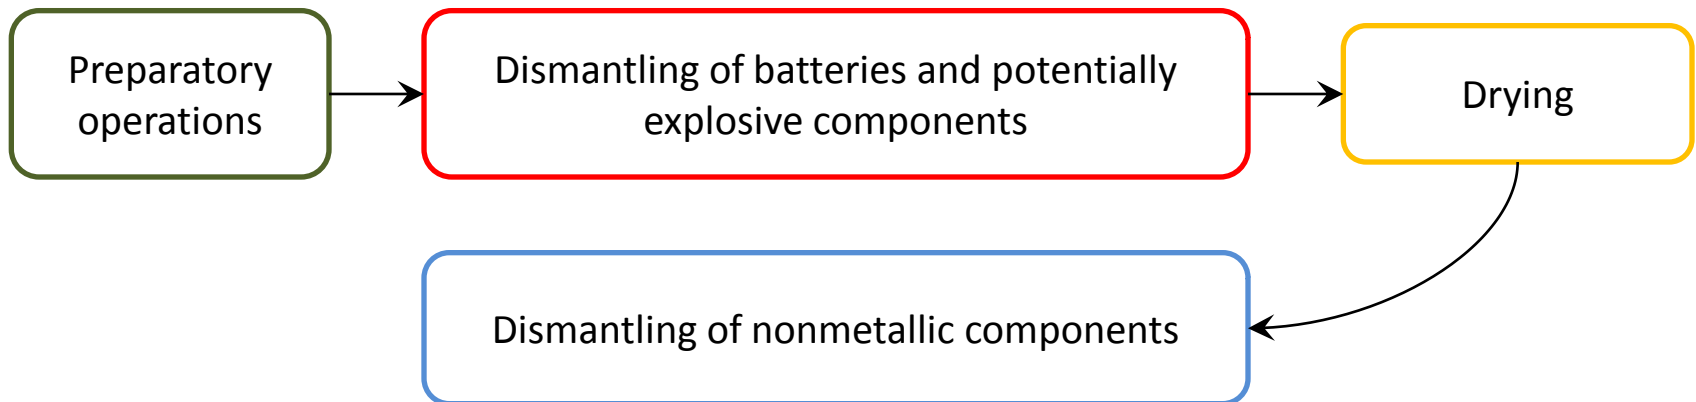 Preparatory
operations
Dismantling of batteries and potentially
explosive components
Drying
Dismantling of nonmetallic components